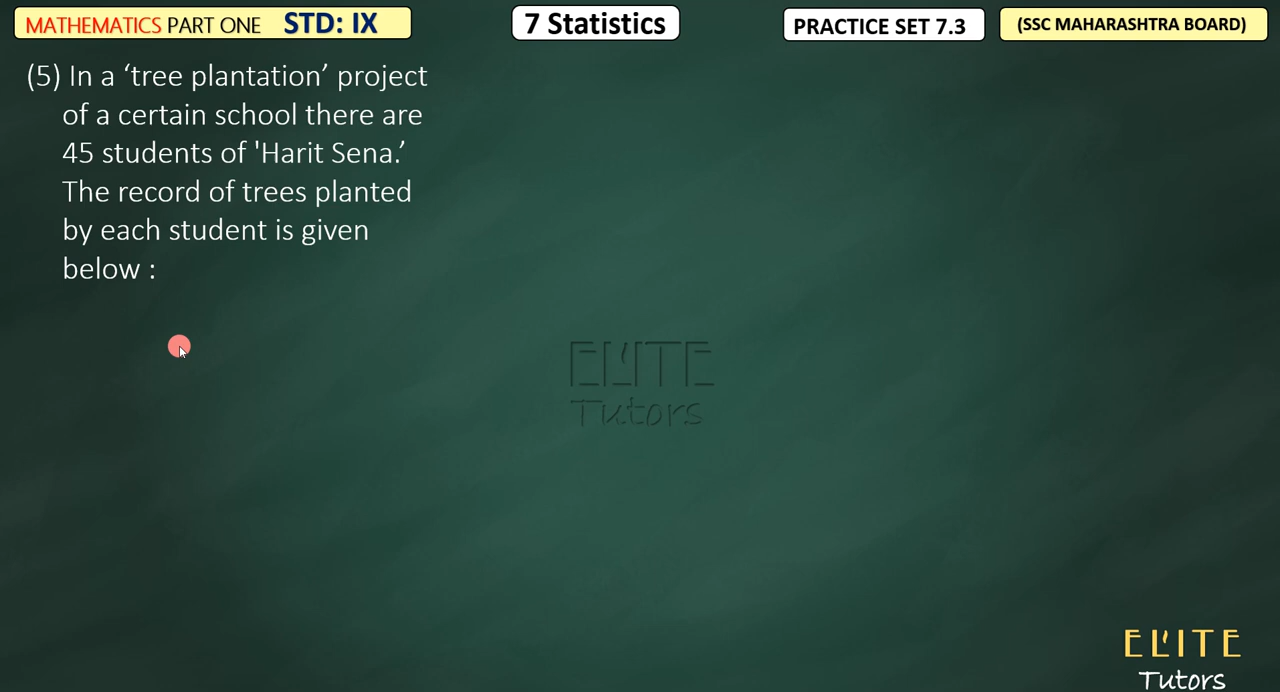 MATHEMATICS PART ONE STD: IX
7 Statistics
PRACTICE SET 7.3
(SSC MAHARASHTRA BOARD)
(5) In a ‘tree plantation’ project
of a certain school there are
45 students of 'Harit Sena.’
The record of trees planted
by each student is given
below :
ELITE
Tutors
ELITE
Tutors